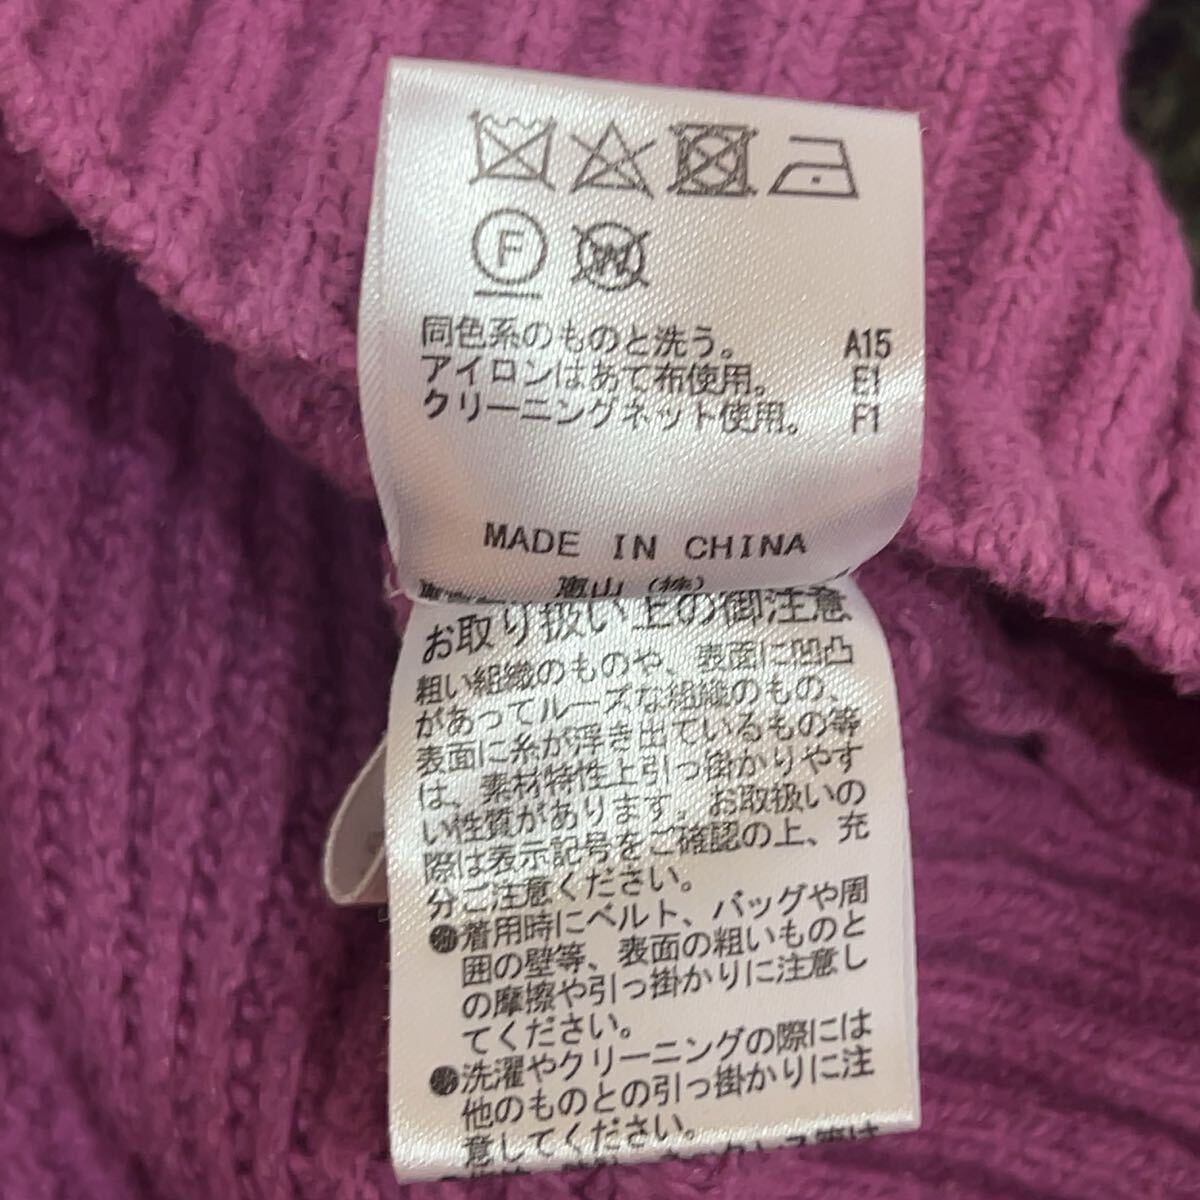 F
W
同色系のものと洗う。 A15
アイロンはあて布使用。 E1
クリーニングネット使用。 F1
MADE IN CHINA
恵山(株)
お取り扱い上の御注意
粗い組織のものや、表面に凹凸
があってルーズな組織のもの、
表面に糸が浮き出ているもの等
は、素材特性上引っ掛かりやす
い性質があります。お取扱いの
際は表示記号をご確認の上、充
分ご注意ください。
●着用時にベルト、バッグや周
囲の壁等、表面の粗いものと
の摩擦や引っ掛かりに注意し
てください。
●洗濯やクリーニングの際には
他のものとの引っ掛かりに注
意してください。